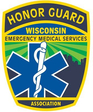 HONOR GUARD
WISCONSIN
EMERGENCY MEDICAL SERVICES
ASSOCIATION